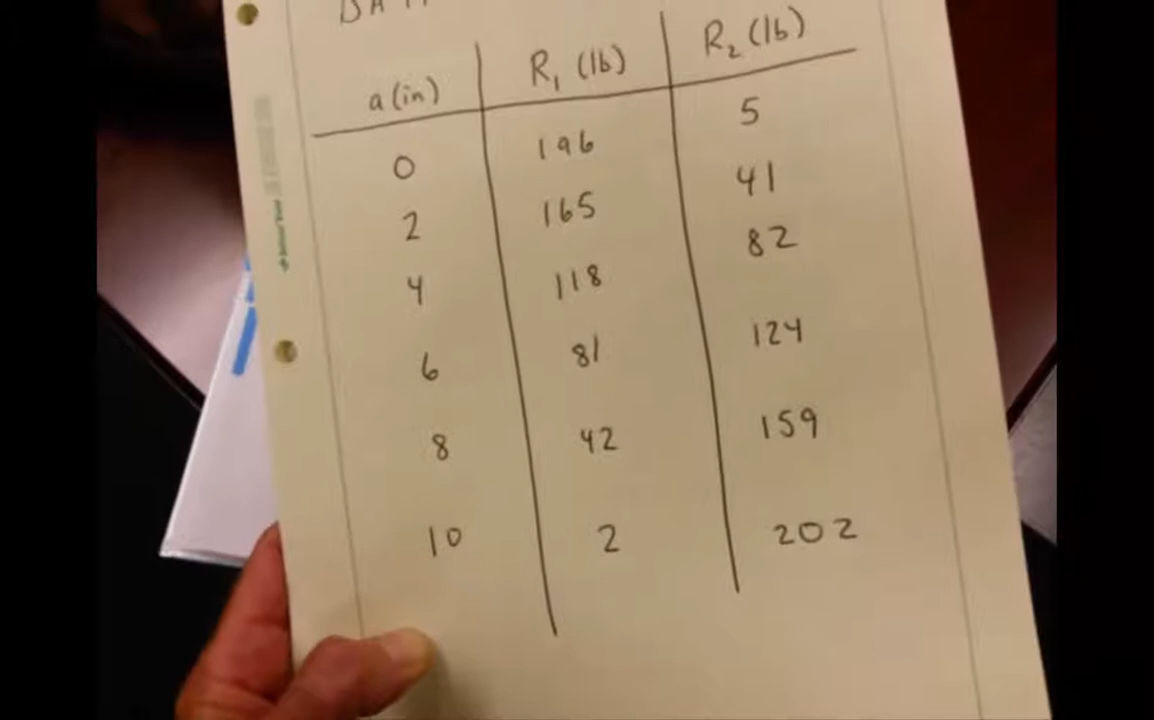 a (in) R₁ (lb) R₂ (lb)
0 196 5
2 165 41
4 118 82
6 81 124
8 42 159
10 2 202